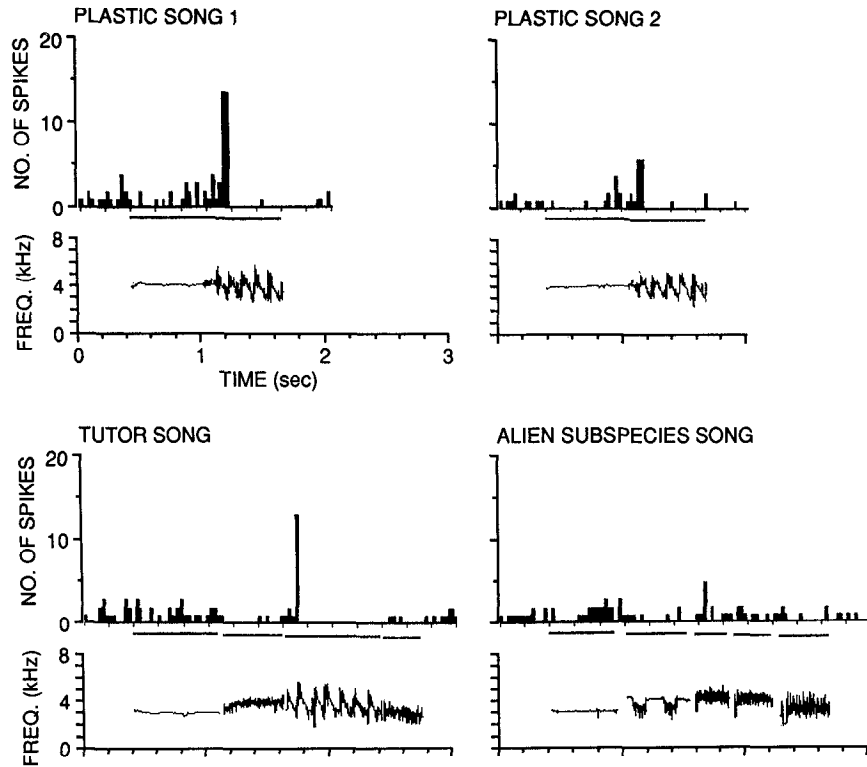 PLASTIC SONG 1
PLASTIC SONG 2
NO. OF SPIKES
20
10
0
FREQ. (kHz)
8
4
0
0 1 2 3
TIME (sec)
TUTOR SONG
ALIEN SUBSPECIES SONG
NO. OF SPIKES
20
10
0
FREQ. (kHz)
8
4
0